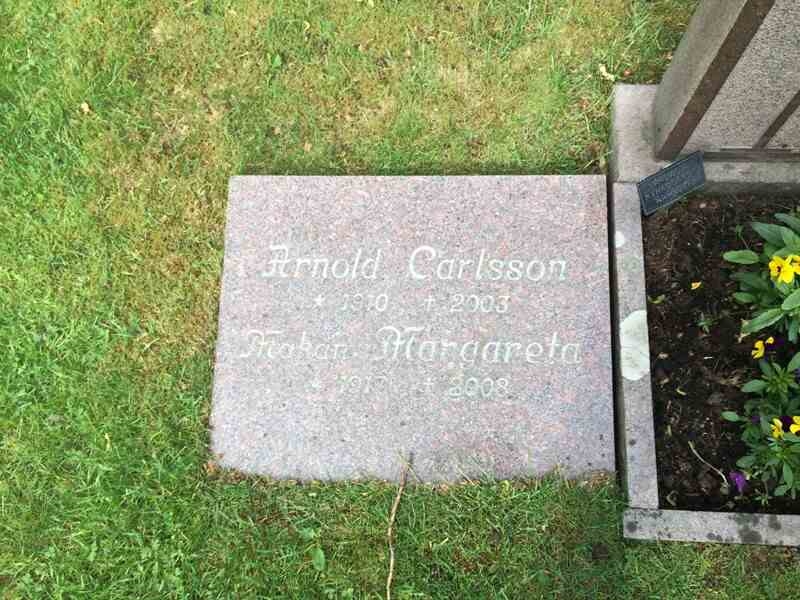 Arnold Carlsson
* 1910 + 2003
Makan Margareta
+ 2008